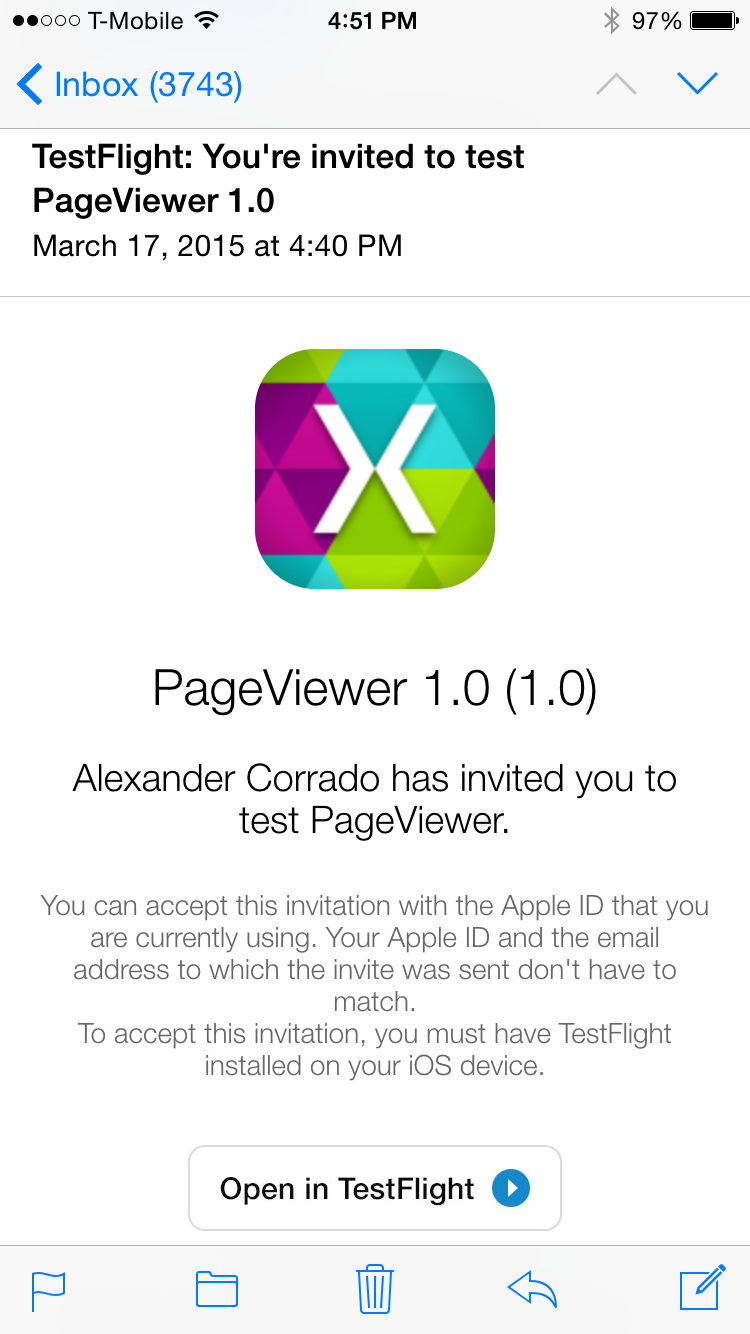 T-Mobile 4:51 PM 97%
Inbox (3743)
TestFlight: You're invited to test
PageViewer 1.0
March 17, 2015 at 4:40 PM
X
PageViewer 1.0 (1.0)
Alexander Corrado has invited you to
test PageViewer.
You can accept this invitation with the Apple ID that you
are currently using. Your Apple ID and the email
address to which the invite was sent don't have to
match.
To accept this invitation, you must have TestFlight
installed on your iOS device.
Open in TestFlight